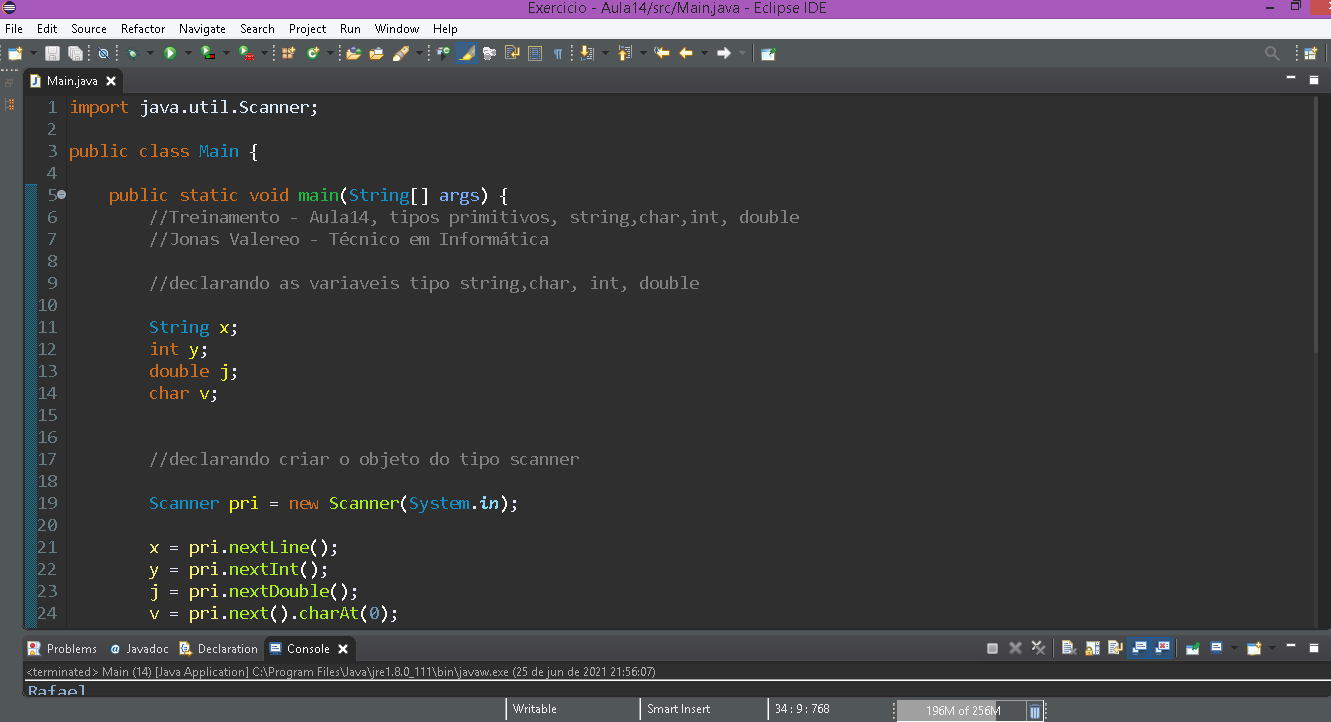 Exercicio - Aula14/src/Main.java - Eclipse IDE
File Edit Source Refactor Navigate Search Project Run Window Help
Main.java
1 import java.util.Scanner;
2
3 public class Main {
4
5 public static void main(String[] args) {
6 //Treinamento - Aula14, tipos primitivos, string,char,int, double
7 //Jonas Valereo - Técnico em Informática
8
9 //declarando as variaveis tipo string,char, int, double
10
11 String x;
12 int y;
13 double j;
14 char v;
15
16
17 //declarando criar o objeto do tipo scanner
18
19 Scanner pri = new Scanner(System.in);
20
21 x = pri.nextLine();
22 y = pri.nextInt();
23 j = pri.nextDouble();
24 v = pri.next().charAt(0);
Problems Javadoc Declaration Console
<terminated> Main (14) [Java Application] C:\Program Files\Java\jre1.8.0_111\bin\javaw.exe (25 de jun de 2021 21:56:07)
Rafael
Writable Smart Insert 34 : 9 : 768 196M of 256M